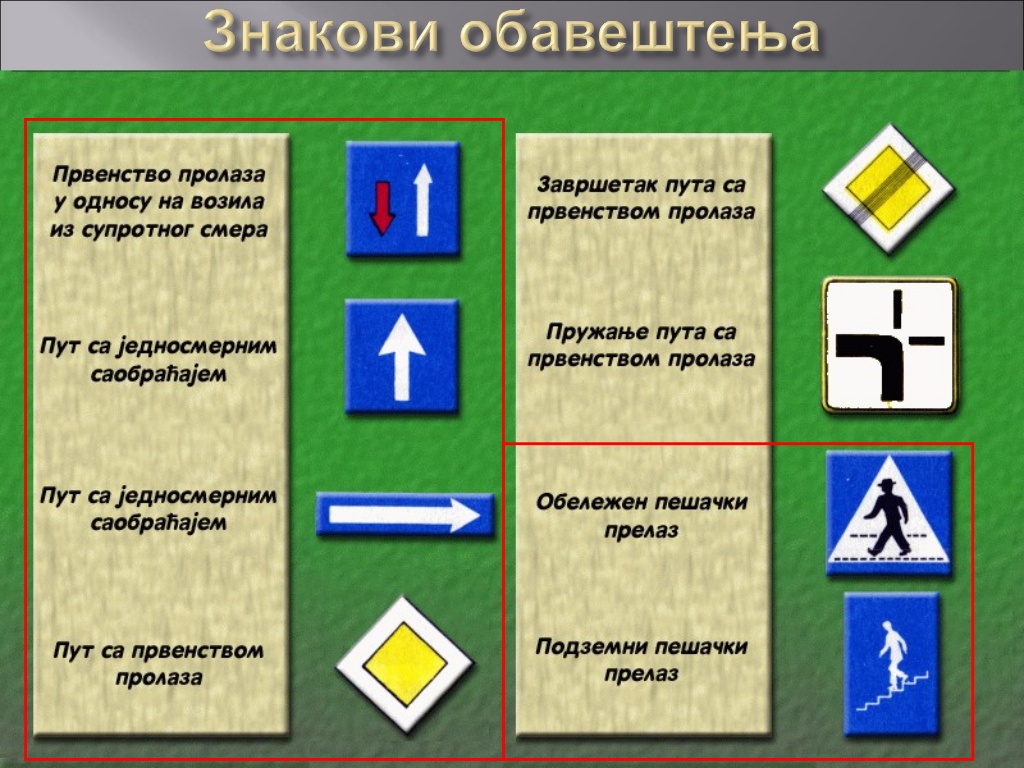 Знакови обавештења
Првенство пролаза
у односу на возила
из супротног смера
Пут са једносмерним
саобраћајем
Пут са једносмерним
саобраћајем
Пут са првенством
пролаза
Завршетак пута са
првенством пролаза
Пружање пута са
првенством пролаза
Обележен пешачки
прелаз
Подземни пешачки
прелаз